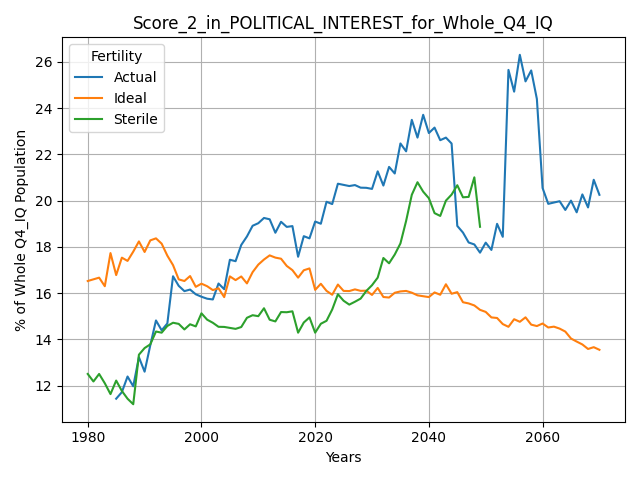 Score_2_in_POLITICAL_INTEREST_for_Whole_Q4_IQ
Fertility
Actual
Ideal
Sterile
% of Whole Q4_IQ Population
26
24
22
20
18
16
14
12
1980
2000
2020
2040
2060
Years